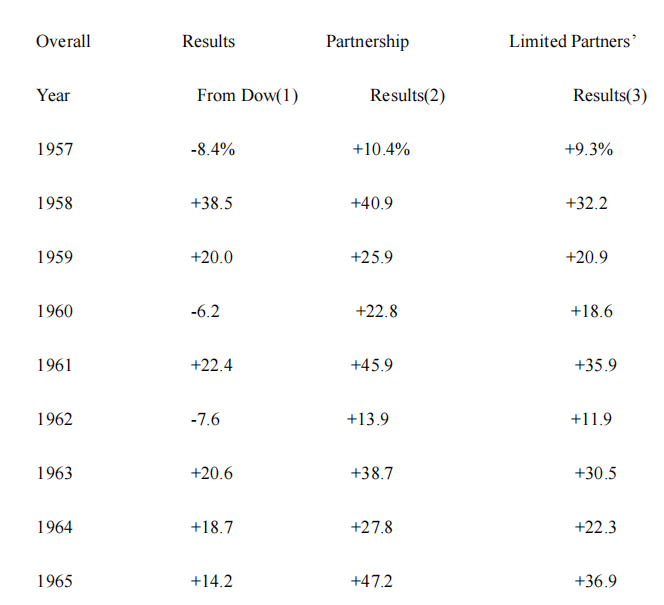 Overall Results Partnership Limited Partners’
Year From Dow(1) Results(2) Results(3)
1957 -8.4% +10.4% +9.3%
1958 +38.5 +40.9 +32.2
1959 +20.0 +25.9 +20.9
1960 -6.2 +22.8 +18.6
1961 +22.4 +45.9 +35.9
1962 -7.6 +13.9 +11.9
1963 +20.6 +38.7 +30.5
1964 +18.7 +27.8 +22.3
1965 +14.2 +47.2 +36.9